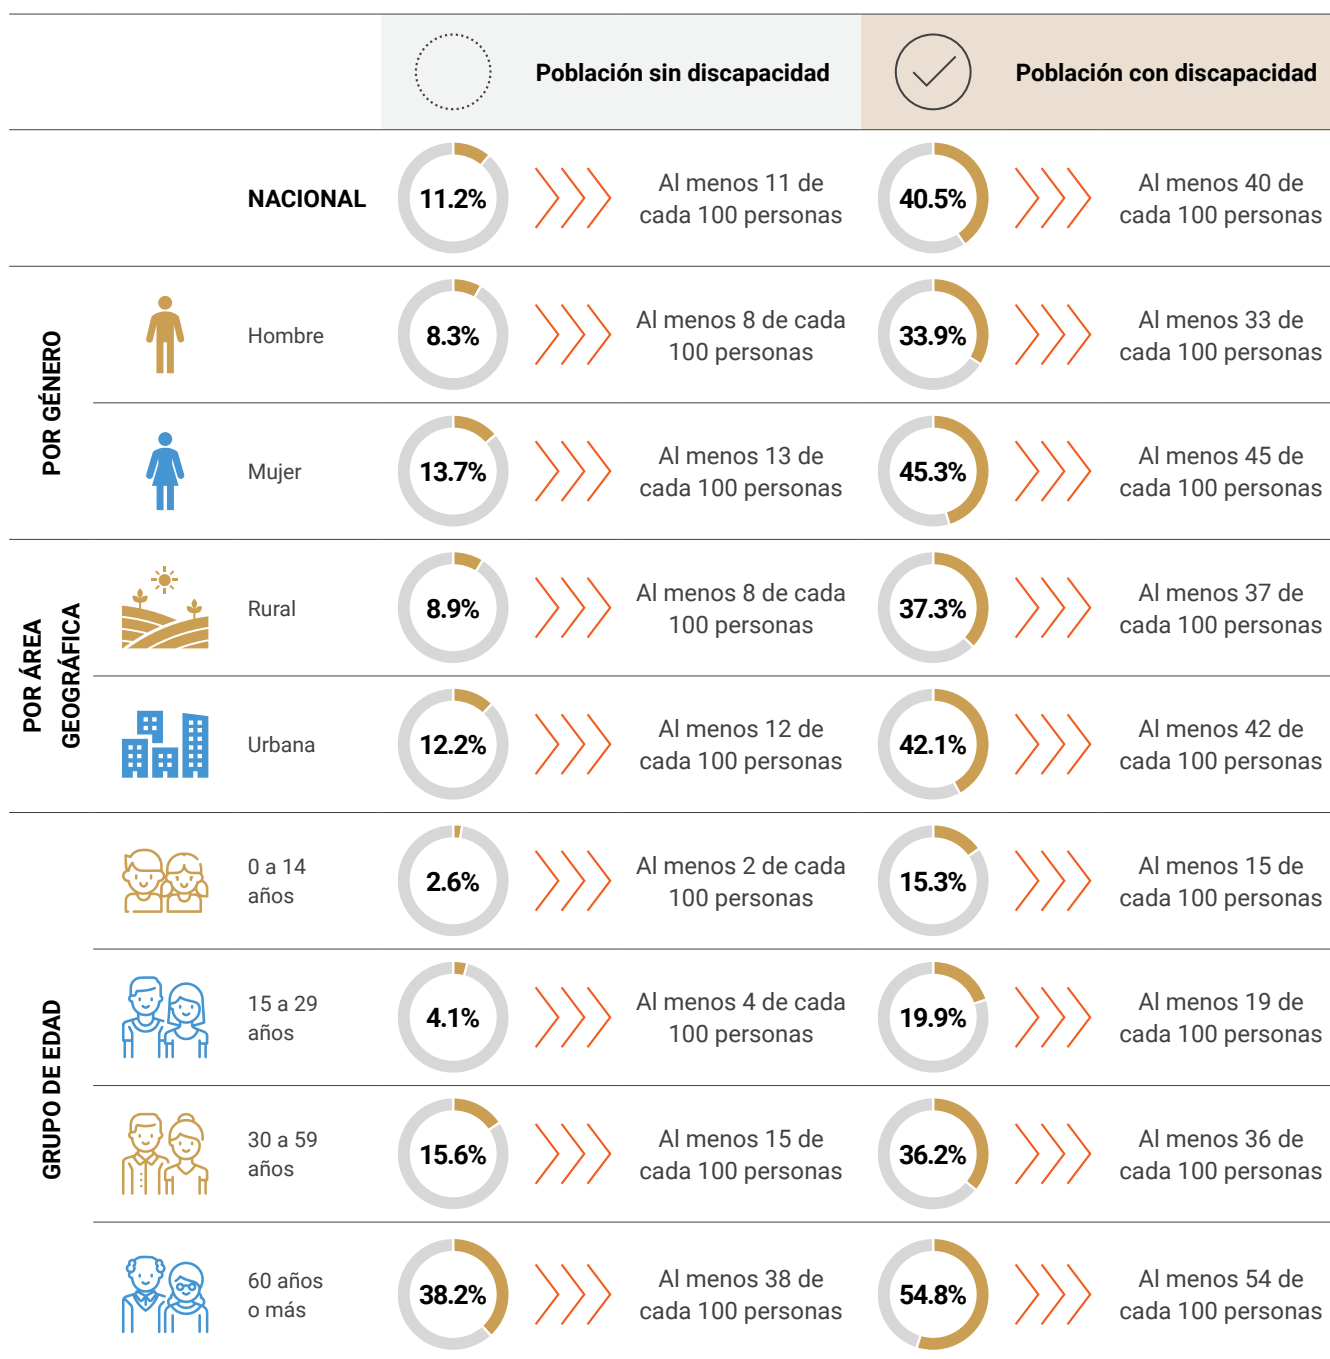 Población sin discapacidad
Población con discapacidad
NACIONAL
11.2%
Al menos 11 de
cada 100 personas
40.5%
Al menos 40 de
cada 100 personas
POR GÉNERO
Hombre
8.3%
Al menos 8 de cada
100 personas
33.9%
Al menos 33 de
cada 100 personas
Mujer
13.7%
Al menos 13 de
cada 100 personas
45.3%
Al menos 45 de
cada 100 personas
POR ÁREA
GEOGRÁFICA
Rural
8.9%
Al menos 8 de cada
100 personas
37.3%
Al menos 37 de
cada 100 personas
Urbana
12.2%
Al menos 12 de
cada 100 personas
42.1%
Al menos 42 de
cada 100 personas
GRUPO DE EDAD
0 a 14
años
2.6%
Al menos 2 de cada
100 personas
15.3%
Al menos 15 de
cada 100 personas
15 a 29
años
4.1%
Al menos 4 de cada
100 personas
19.9%
Al menos 19 de
cada 100 personas
30 a 59
años
15.6%
Al menos 15 de
cada 100 personas
36.2%
Al menos 36 de
cada 100 personas
60 años
o más
38.2%
Al menos 38 de
cada 100 personas
54.8%
Al menos 54 de
cada 100 personas